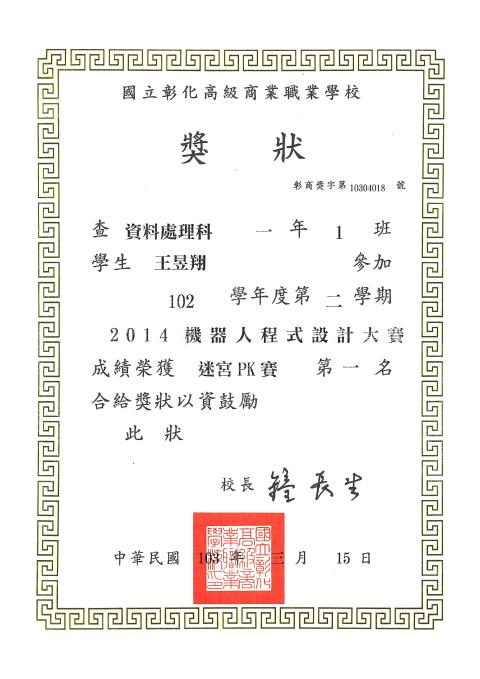 國立彰化高級商業職業學校
獎狀
彰商獎字第 10304018 號
查 資料處理科 一 年 1 班
學生 王昱翔 參加
102 學年度第 二 學期
2014 機器人程式設計大賽
成績榮獲 迷宮 PK 賽 第一名
合給獎狀以資鼓勵
此狀
校長 鐘長生
國立彰化高級商業職業學校印
中華民國 103 年 三 月 15 日